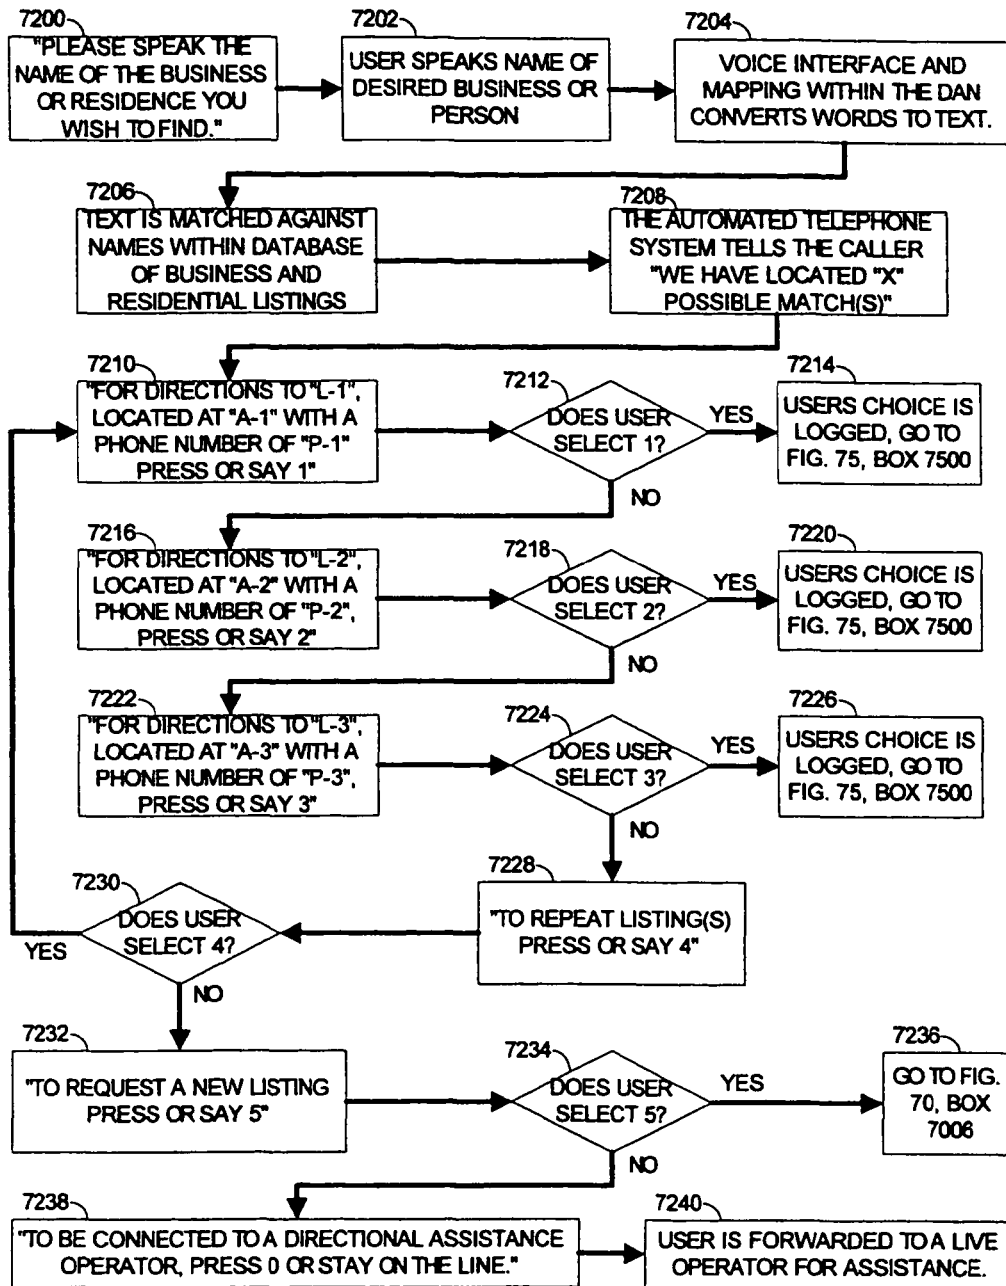 7200
"PLEASE SPEAK THE
NAME OF THE BUSINESS
OR RESIDENCE YOU
WISH TO FIND."
7202
USER SPEAKS NAME OF
DESIRED BUSINESS OR
PERSON
7204
VOICE INTERFACE AND
MAPPING WITHIN THE DAN
CONVERTS WORDS TO TEXT.
7206
TEXT IS MATCHED AGAINST
NAMES WITHIN DATABASE
OF BUSINESS AND
RESIDENTIAL LISTINGS
7208
THE AUTOMATED TELEPHONE
SYSTEM TELLS THE CALLER
"WE HAVE LOCATED "X"
POSSIBLE MATCH(S)"
7210
"FOR DIRECTIONS TO "L-1",
LOCATED AT "A-1" WITH A
PHONE NUMBER OF "P-1"
PRESS OR SAY 1"
7212
DOES USER
SELECT 1?
YES
NO
7214
USERS CHOICE IS
LOGGED, GO TO
FIG. 75, BOX 7500
7216
"FOR DIRECTIONS TO "L-2",
LOCATED AT "A-2" WITH A
PHONE NUMBER OF "P-2",
PRESS OR SAY 2"
7218
DOES USER
SELECT 2?
YES
NO
7220
USERS CHOICE IS
LOGGED, GO TO
FIG. 75, BOX 7500
7222
"FOR DIRECTIONS TO "L-3",
LOCATED AT "A-3" WITH A
PHONE NUMBER OF "P-3",
PRESS OR SAY 3"
7224
DOES USER
SELECT 3?
YES
NO
7226
USERS CHOICE IS
LOGGED, GO TO
FIG. 75, BOX 7500
7228
"TO REPEAT LISTING(S)
PRESS OR SAY 4"
7230
DOES USER
SELECT 4?
YES
NO
7232
"TO REQUEST A NEW LISTING
PRESS OR SAY 5"
7234
DOES USER
SELECT 5?
YES
NO
7236
GO TO FIG.
70, BOX
7006
7238
"TO BE CONNECTED TO A DIRECTIONAL ASSISTANCE
OPERATOR, PRESS 0 OR STAY ON THE LINE."
7240
USER IS FORWARDED TO A LIVE
OPERATOR FOR ASSISTANCE.